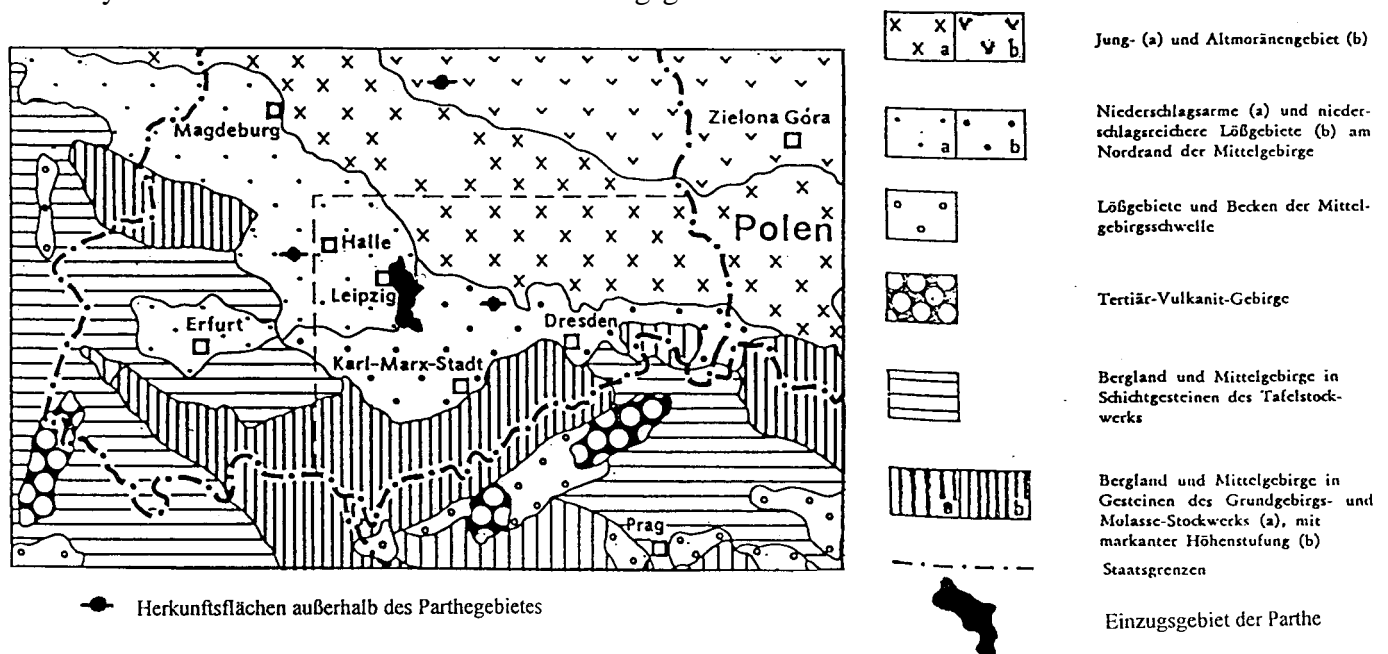 Magdeburg
Zielona Góra
Polen
Halle
Leipzig
Erfurt
Dresden
Karl-Marx-Stadt
Prag
Herkunftsflächen außerhalb des Parthegebietes
a b
Jung- (a) und Altmoränengebiet (b)
a b
Niederschlagsarme (a) und nieder-
schlagsreichere Lößgebiete (b) am
Nordrand der Mittelgebirge
Lößgebiete und Becken der Mittel-
gebirgsschwelle
Tertiär-Vulkanit-Gebirge
Bergland und Mittelgebirge in
Schichtgesteinen des Tafelstock-
werks
a b
Bergland und Mittelgebirge in
Gesteinen des Grundgebirgs- und
Molasse-Stockwerks (a), mit
markanter Höhenstufung (b)
Staatsgrenzen
Einzugsgebiet der Parthe